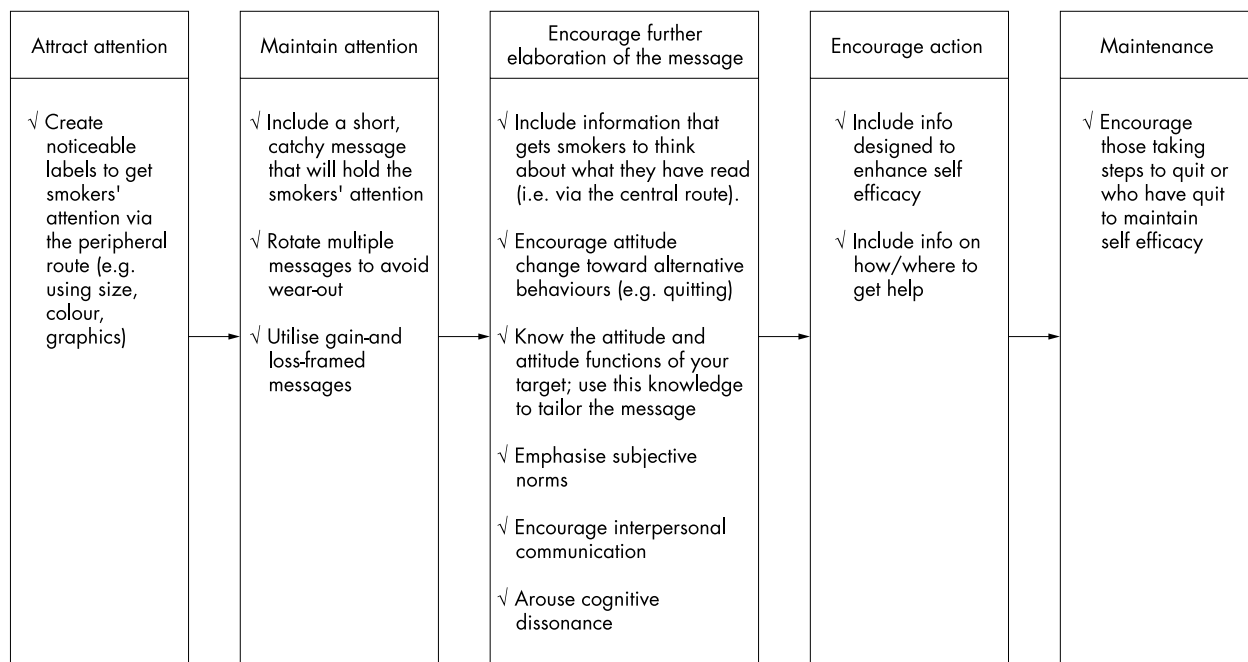 Attract attention
√ Create
noticeable
labels to get
smokers'
attention via
the peripheral
route (e.g.
using size,
colour,
graphics)
Maintain attention
√ Include a short,
catchy message
that will hold the
smokers' attention
√ Rotate multiple
messages to avoid
wear-out
√ Utilise gain-and
loss-framed
messages
Encourage further
elaboration of the message
√ Include information that
gets smokers to think
about what they have read
(i.e. via the central route).
√ Encourage attitude
change toward alternative
behaviours (e.g. quitting)
√ Know the attitude and
attitude functions of your
target; use this knowledge
to tailor the message
√ Emphasise subjective
norms
√ Encourage interpersonal
communication
√ Arouse cognitive
dissonance
Encourage action
√ Include info
designed to
enhance self
efficacy
√ Include info on
how/where to
get help
Maintenance
√ Encourage
those taking
steps to quit or
who have quit
to maintain
self efficacy